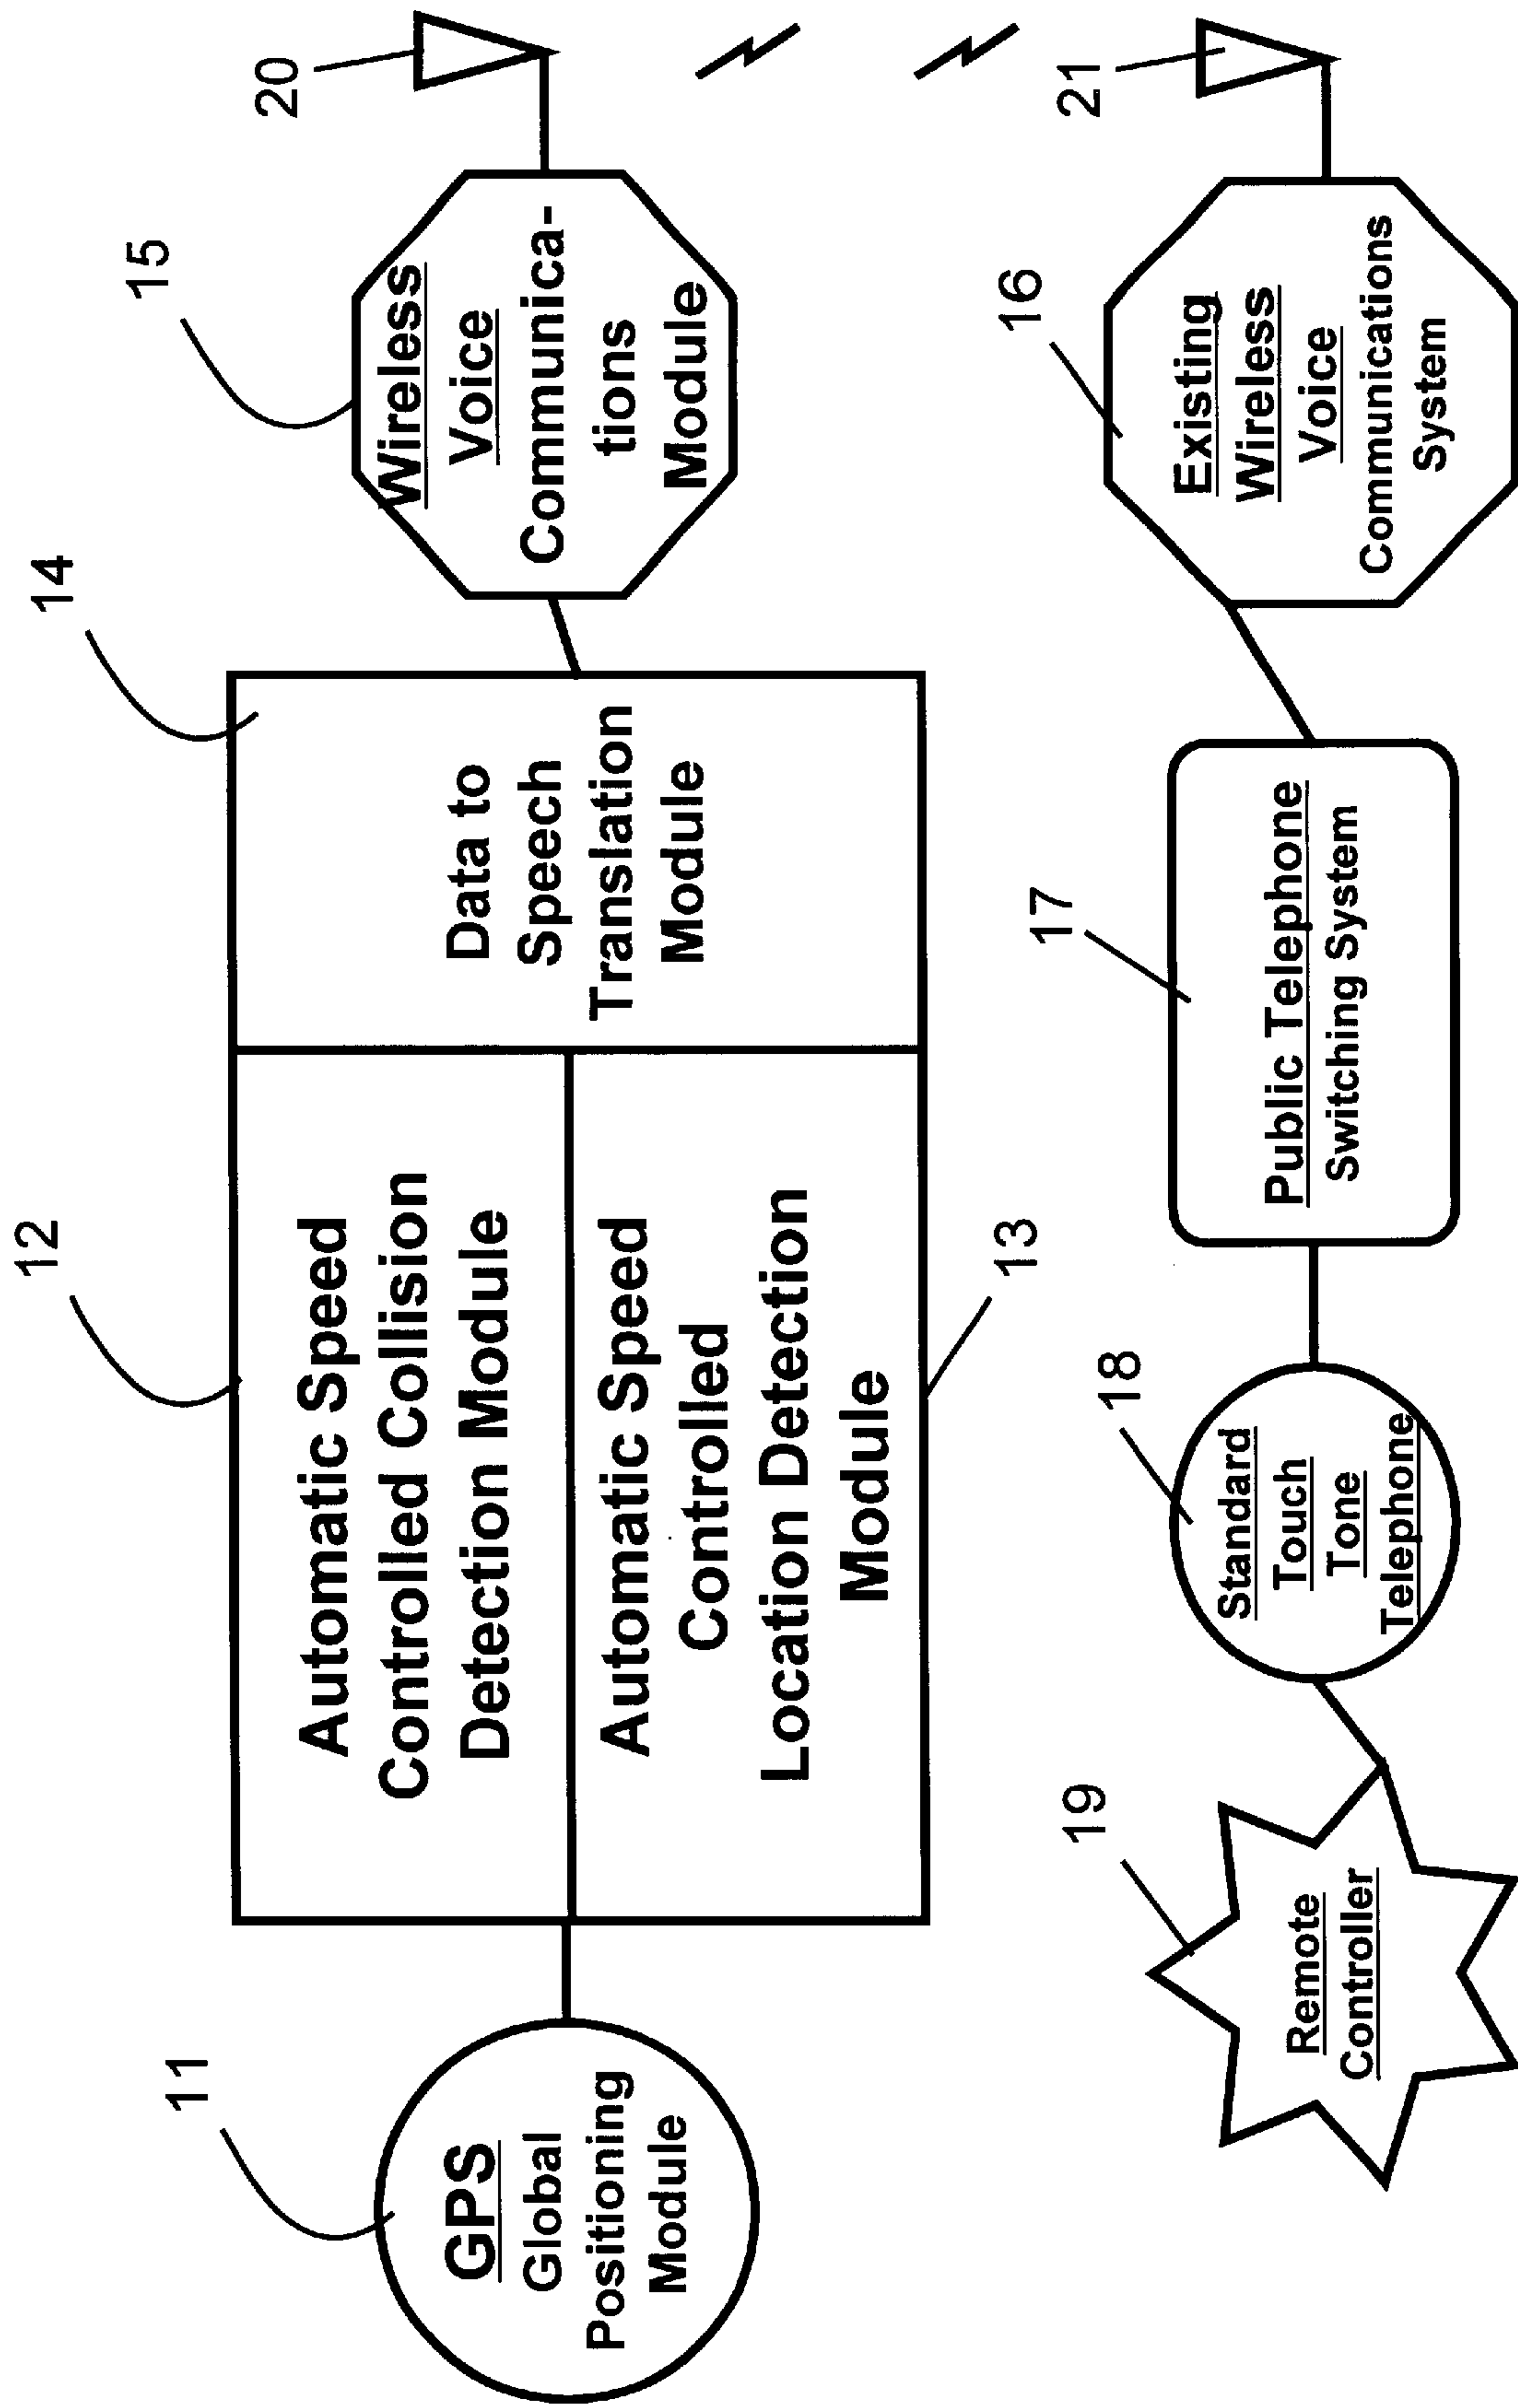 11
GPS
Global
Positioning
Module
12
Automatic Speed
Controlled Collision
Detection Module
Automatic Speed
Controlled
Location Detection
Module
13
14
Data to
Speech
Translation
Module
15
Wireless
Voice
Communica-
tions
Module
20
19
Remote
Controller
18
Standard
Touch
Tone
Telephone
17
Public Telephone
Switching System
16
Existing
Wireless
Voice
Communications
System
21